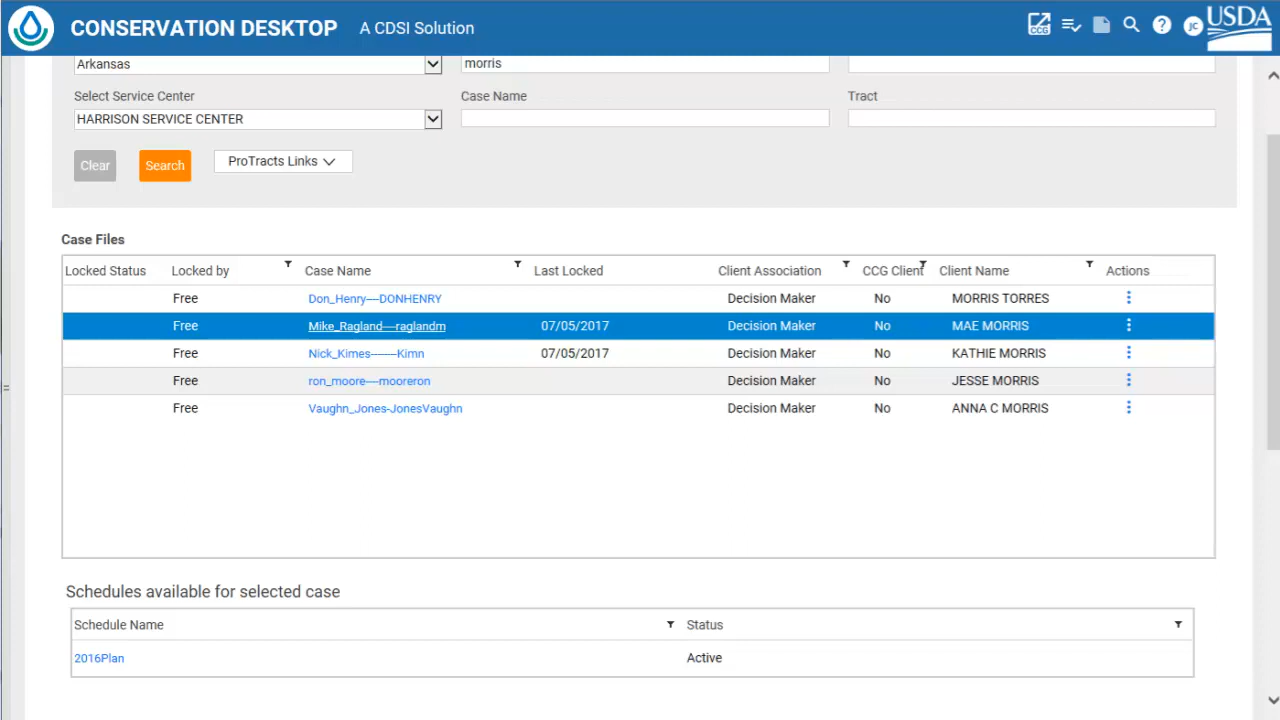 CONSERVATION DESKTOP A CDSI Solution CCG JC USDA
Arkansas morris
Select Service Center Case Name Tract
HARRISON SERVICE CENTER
Clear Search ProTracts Links
Case Files
Locked Status Locked by Case Name Last Locked Client Association CCG Client Client Name Actions
Free Don_Henry----DONHENRY Decision Maker No MORRIS TORRES
Free Mike_Ragland----raglandm 07/05/2017 Decision Maker No MAE MORRIS
Free Nick_Kimes--------Kimn 07/05/2017 Decision Maker No KATHIE MORRIS
Free ron_moore----mooreron Decision Maker No JESSE MORRIS
Free Vaughn_Jones-JonesVaughn Decision Maker No ANNA C MORRIS
Schedules available for selected case
Schedule Name Status
2016Plan Active